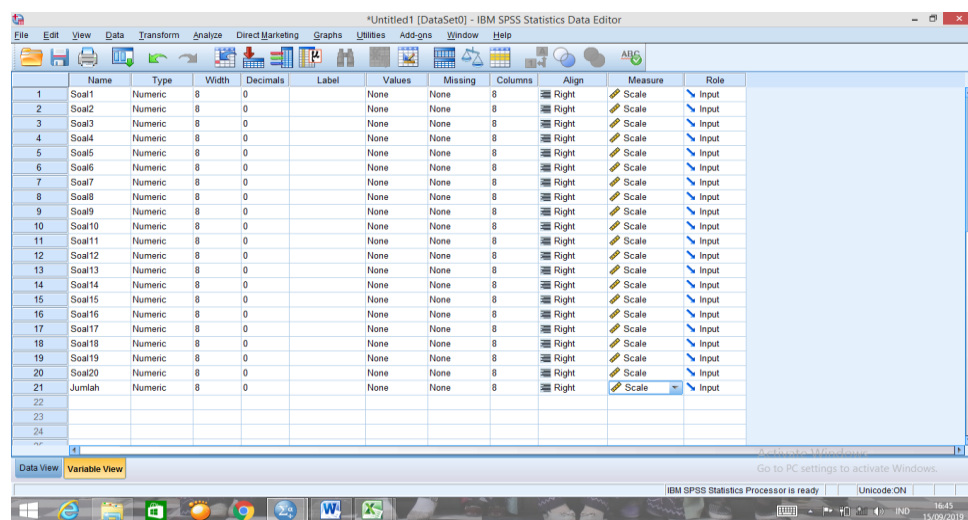 *Untitled1 [DataSet0] - IBM SPSS Statistics Data Editor
File Edit View Data Transform Analyze Direct Marketing Graphs Utilities Add-ons Window Help
Name Type Width Decimals Label Values Missing Columns Align Measure Role
1 Soal1 Numeric 8 0 None None 8 Right Scale Input
2 Soal2 Numeric 8 0 None None 8 Right Scale Input
3 Soal3 Numeric 8 0 None None 8 Right Scale Input
4 Soal4 Numeric 8 0 None None 8 Right Scale Input
5 Soal5 Numeric 8 0 None None 8 Right Scale Input
6 Soal6 Numeric 8 0 None None 8 Right Scale Input
7 Soal7 Numeric 8 0 None None 8 Right Scale Input
8 Soal8 Numeric 8 0 None None 8 Right Scale Input
9 Soal9 Numeric 8 0 None None 8 Right Scale Input
10 Soal10 Numeric 8 0 None None 8 Right Scale Input
11 Soal11 Numeric 8 0 None None 8 Right Scale Input
12 Soal12 Numeric 8 0 None None 8 Right Scale Input
13 Soal13 Numeric 8 0 None None 8 Right Scale Input
14 Soal14 Numeric 8 0 None None 8 Right Scale Input
15 Soal15 Numeric 8 0 None None 8 Right Scale Input
16 Soal16 Numeric 8 0 None None 8 Right Scale Input
17 Soal17 Numeric 8 0 None None 8 Right Scale Input
18 Soal18 Numeric 8 0 None None 8 Right Scale Input
19 Soal19 Numeric 8 0 None None 8 Right Scale Input
20 Soal20 Numeric 8 0 None None 8 Right Scale Input
21 Jumlah Numeric 8 0 None None 8 Right Scale Input
22
23
24
Activate Windows
Go to PC settings to activate Windows.
Data View Variable View
IBM SPSS Statistics Processor is ready Unicode:ON
IND 16:45
15/09/2019